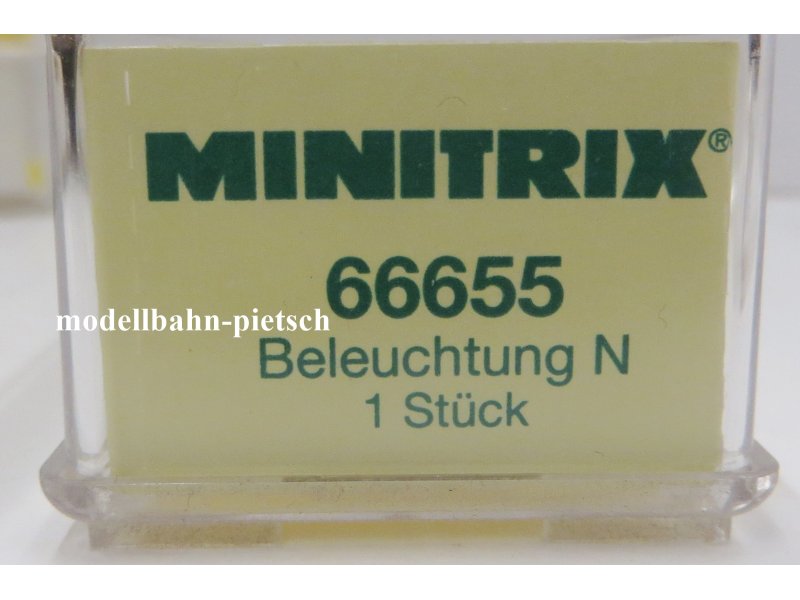 MINITRIX®
66655
modellbahn-pietsch
Beleuchtung N
1 Stück